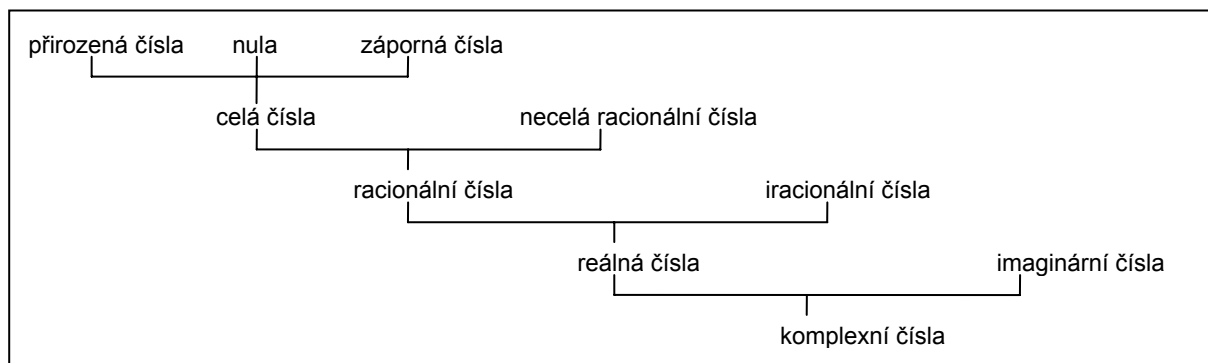 přirozená čísla nula záporná čísla
celá čísla necelá racionální čísla
racionální čísla iracionální čísla
reálná čísla imaginární čísla
komplexní čísla